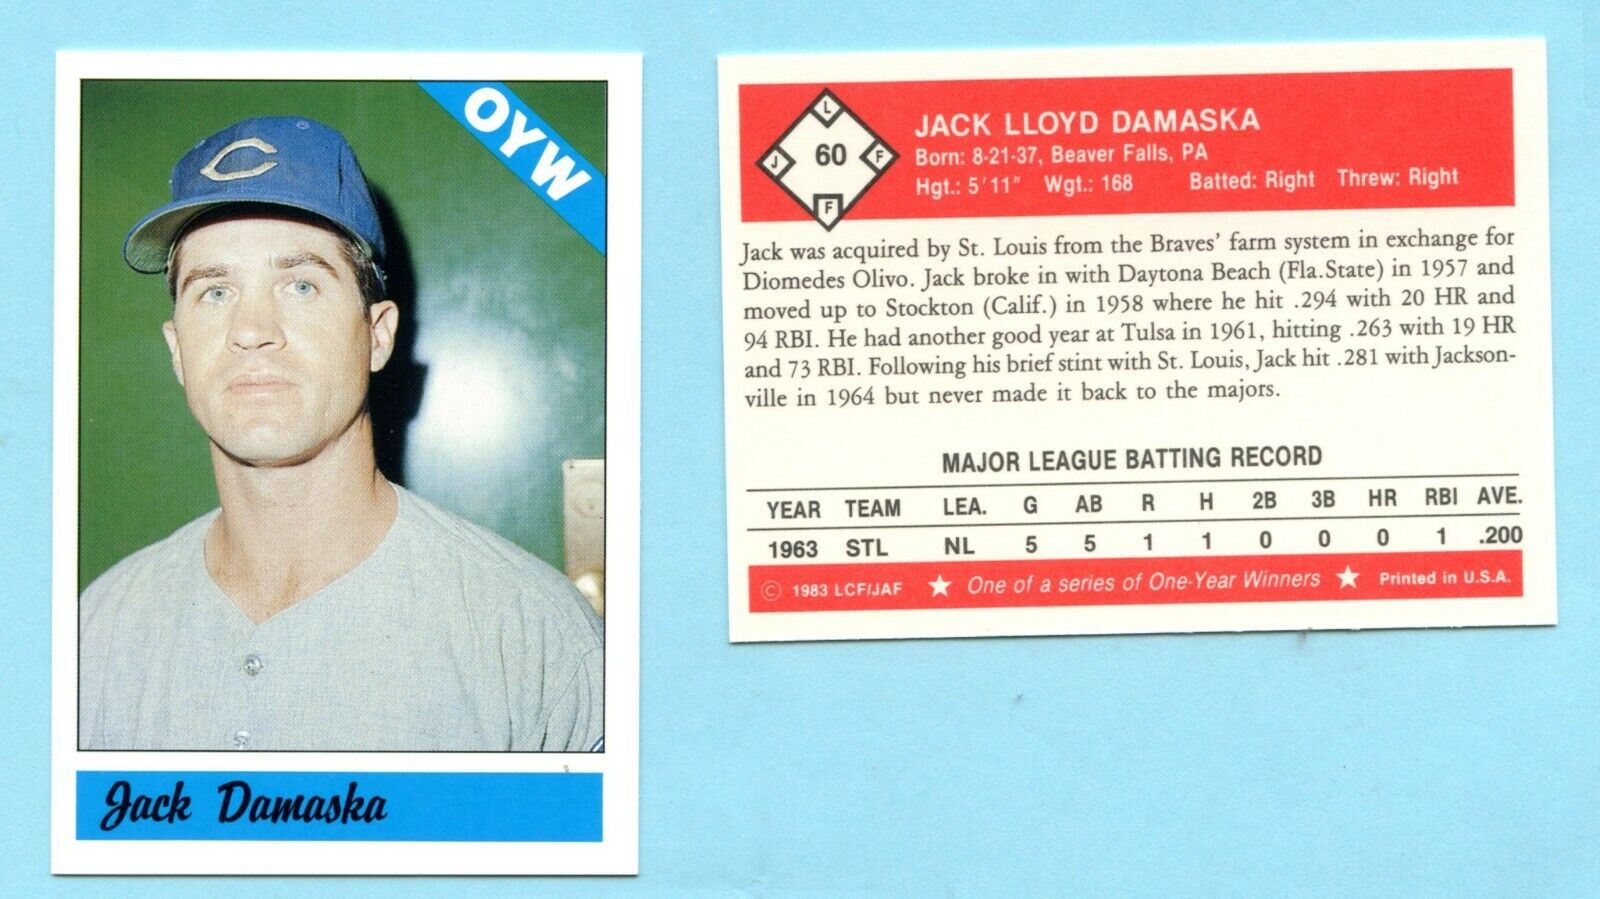 C
OYW
Jack Damaska
L
J 60 F
F
JACK LLOYD DAMASKA
Born: 8-21-37, Beaver Falls, PA
Hgt.: 5'11" Wgt.: 168 Batted: Right Threw: Right
Jack was acquired by St. Louis from the Braves' farm system in exchange for
Diomedes Olivo. Jack broke in with Daytona Beach (Fla.State) in 1957 and
moved up to Stockton (Calif.) in 1958 where he hit .294 with 20 HR and
94 RBI. He had another good year at Tulsa in 1961, hitting .263 with 19 HR
and 73 RBI. Following his brief stint with St. Louis, Jack hit .281 with Jackson-
ville in 1964 but never made it back to the majors.
MAJOR LEAGUE BATTING RECORD
YEAR TEAM LEA. G AB R H 2B 3B HR RBI AVE.
1963 STL NL 5 5 1 1 0 0 0 1 .200
© 1983 LCF/JAF ★ One of a series of One-Year Winners ★ Printed in U.S.A.